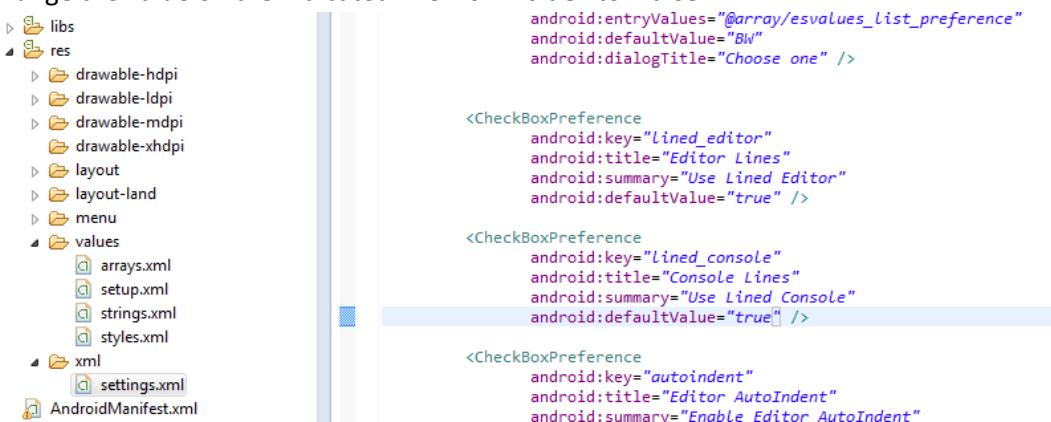 libs
res
drawable-hdpi
drawable-ldpi
drawable-mdpi
drawable-xhdpi
layout
layout-land
menu
values
arrays.xml
setup.xml
strings.xml
styles.xml
xml
settings.xml
AndroidManifest.xml
android:entryValues="@array/esvalues_list_preference"
android:defaultValue="BW"
android:dialogTitle="Choose one" />
<CheckBoxPreference
android:key="lined_editor"
android:title="Editor Lines"
android:summary="Use Lined Editor"
android:defaultValue="true" />
<CheckBoxPreference
android:key="lined_console"
android:title="Console Lines"
android:summary="Use Lined Console"
android:defaultValue="true" />
<CheckBoxPreference
android:key="autoindent"
android:title="Editor AutoIndent"
android:summary="Enable Editor AutoIndent"